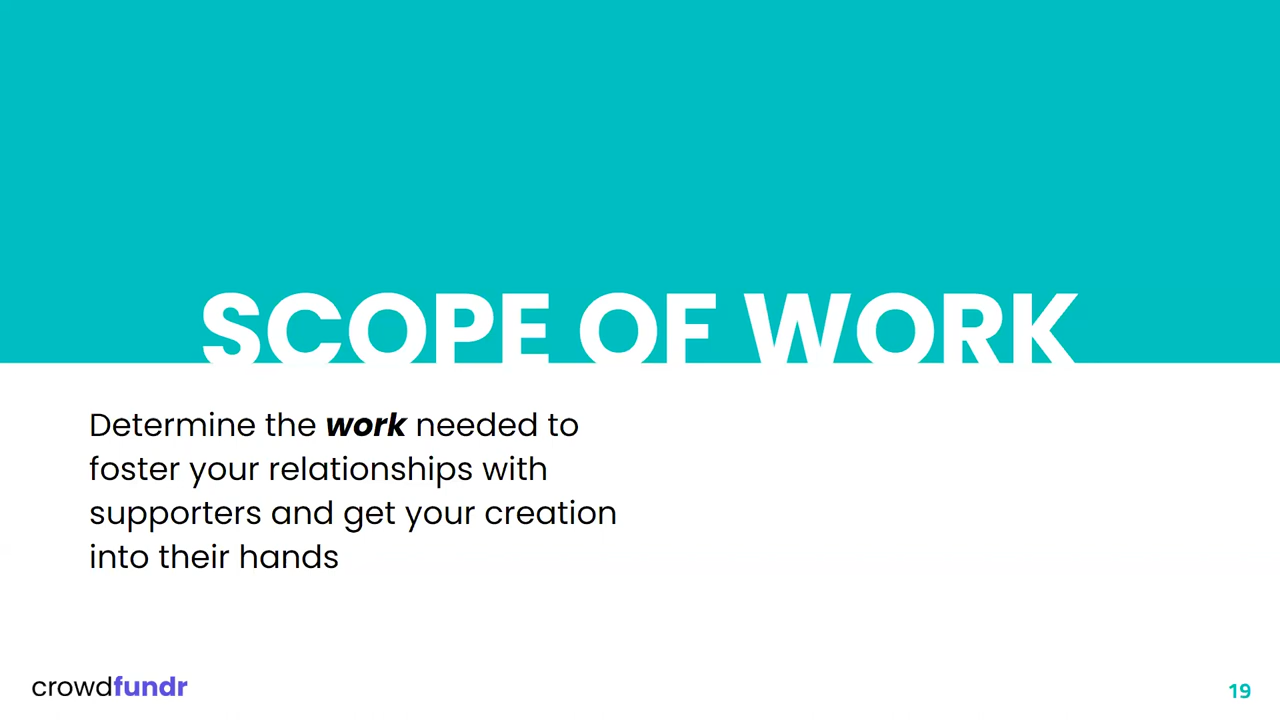 SCOPE OF WORK
Determine the work needed to
foster your relationships with
supporters and get your creation
into their hands
crowdfundr
19